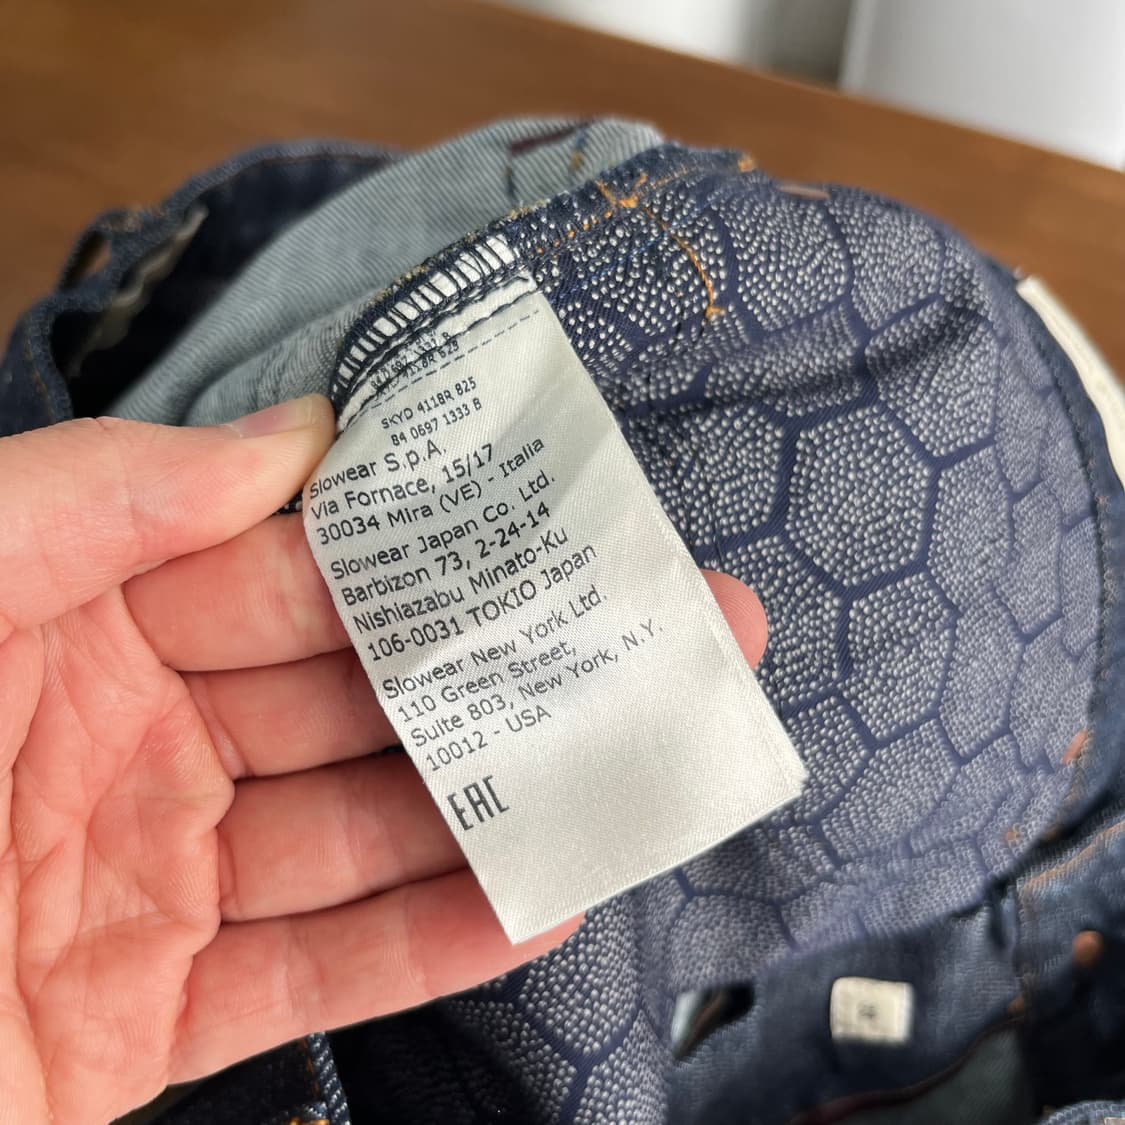 SKYD 4118R 825
84 0697 1333 B
Slowear S.p.A.
Via Fornace, 15/17
30034 Mira (VE) - Italia
Slowear Japan Co. Ltd.
Barbizon 73, 2-24-14
Nishiazabu Minato-Ku
106-0031 TOKIO Japan
Slowear New York Ltd.
110 Green Street,
Suite 803, New York, N.Y.
10012 - USA
EAC